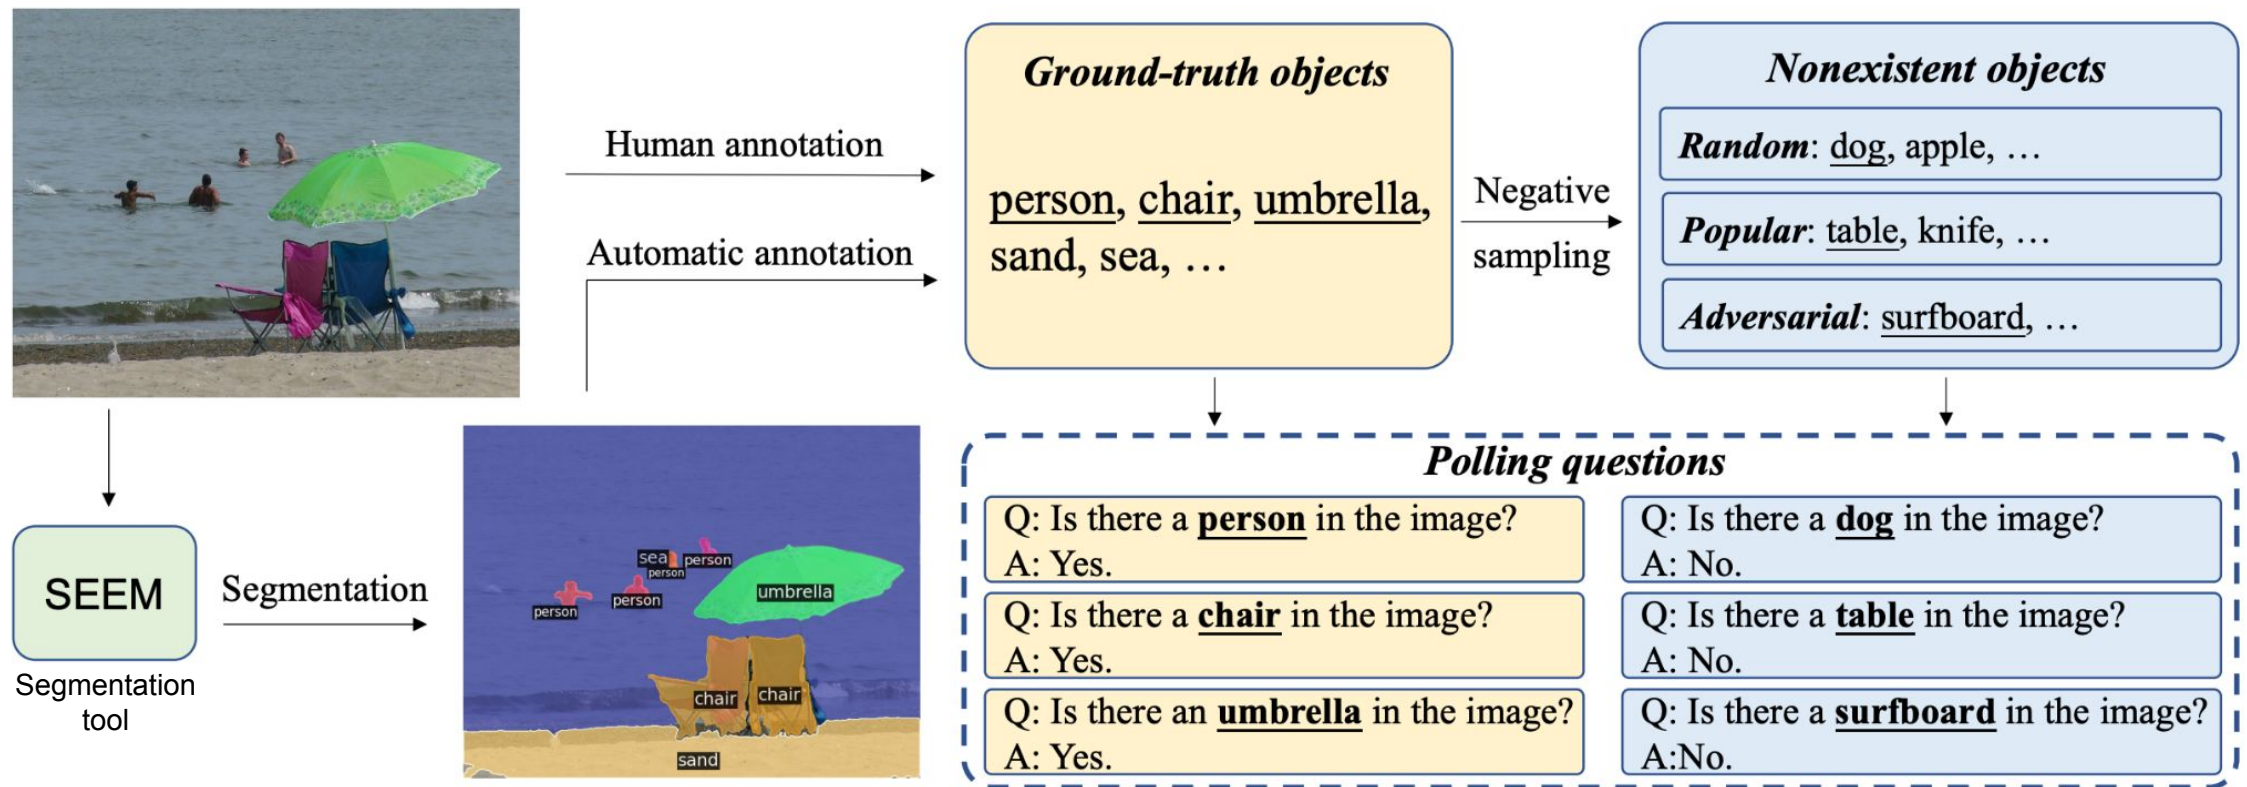 Human annotation
Automatic annotation
Ground-truth objects
person, chair, umbrella,
sand, sea, …
Negative
sampling
Nonexistent objects
Random: dog, apple, …
Popular: table, knife, …
Adversarial: surfboard, …
SEEM
Segmentation
tool
Segmentation
sea
person
person
person
person
umbrella
chair
chair
sand
Polling questions
Q: Is there a person in the image?
A: Yes.
Q: Is there a chair in the image?
A: Yes.
Q: Is there an umbrella in the image?
A: Yes.
Q: Is there a dog in the image?
A: No.
Q: Is there a table in the image?
A: No.
Q: Is there a surfboard in the image?
A:No.